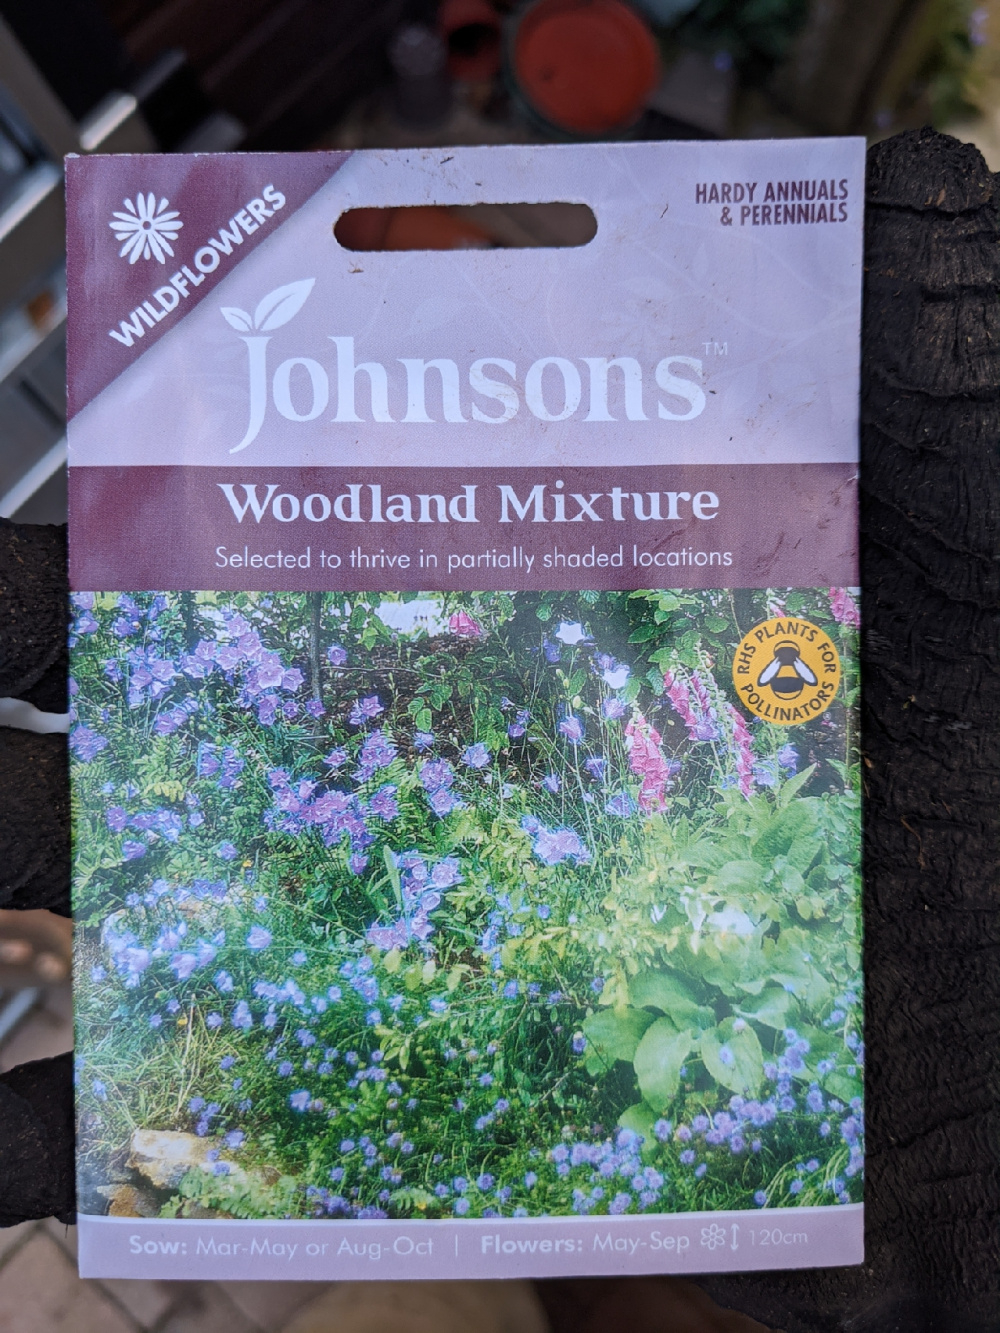 WILDFLOWERS
HARDY ANNUALS
& PERENNIALS
Johnsons™
Woodland Mixture
Selected to thrive in partially shaded locations
RHS PLANTS FOR
POLLINATORS
Sow: Mar-May or Aug-Oct | Flowers: May-Sep 120cm